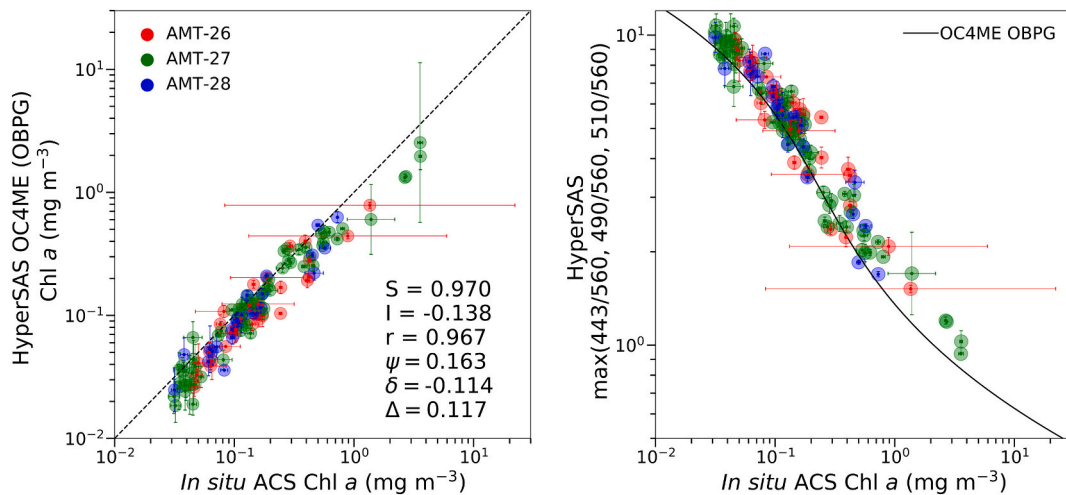 AMT-26
AMT-27
AMT-28
HyperSAS OC4ME (OBPG)
Chl a (mg m⁻³)
10¹
10⁰
10⁻¹
10⁻²
S = 0.970
I = -0.138
r = 0.967
ψ = 0.163
δ = -0.114
Δ = 0.117
10⁻² 10⁻¹ 10⁰ 10¹
In situ ACS Chl a (mg m⁻³)
OC4ME OBPG
HyperSAS
max(443/560, 490/560, 510/560)
10¹
10⁰
10⁻² 10⁻¹ 10⁰ 10¹
In situ ACS Chl a (mg m⁻³)